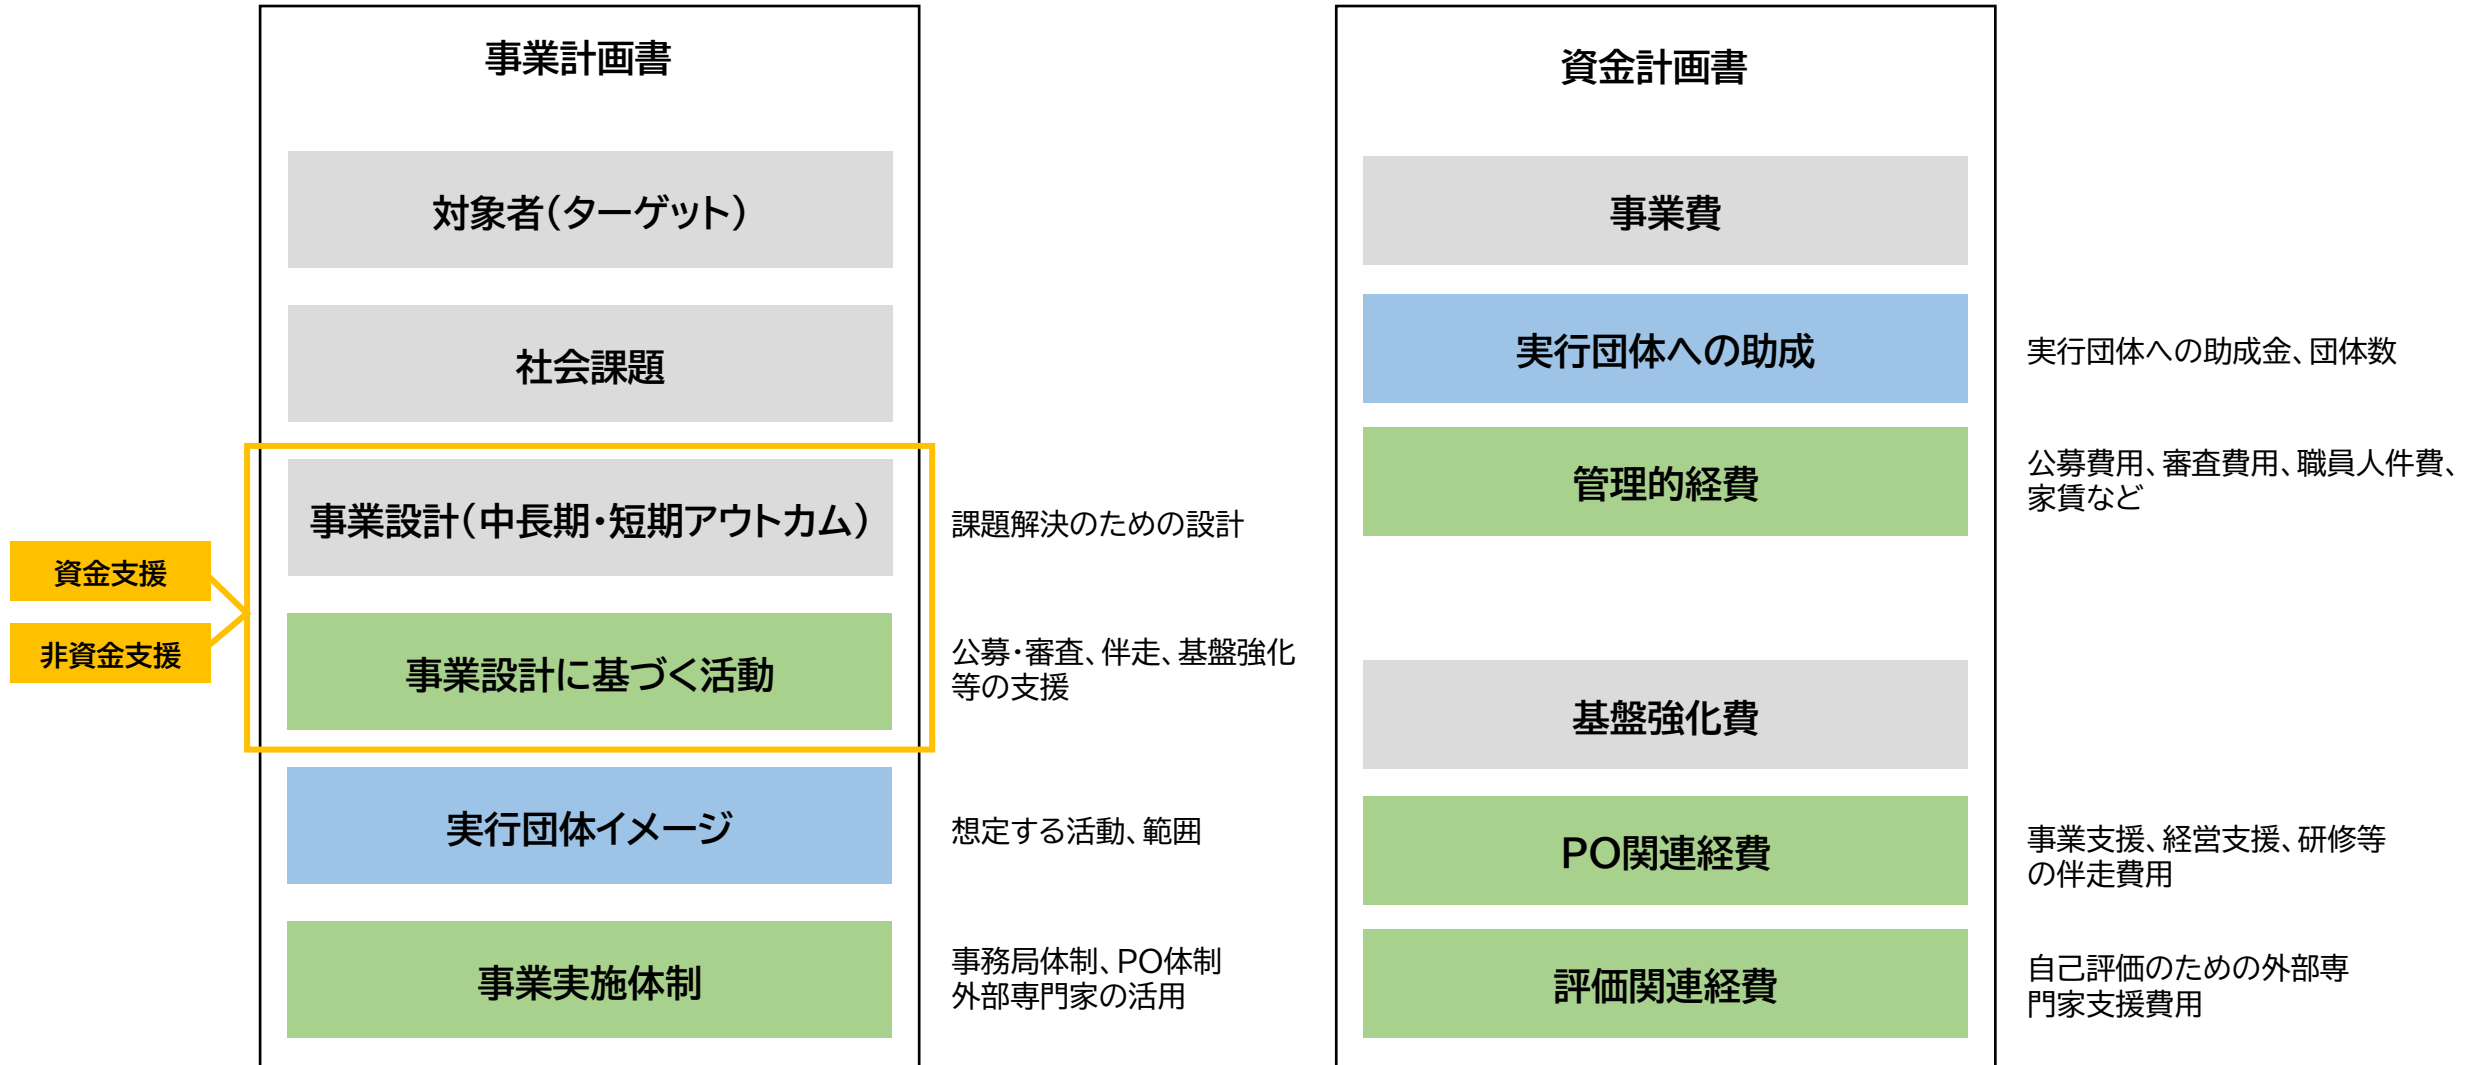 事業計画書
対象者(ターゲット)
社会課題
事業設計(中長期・短期アウトカム)
課題解決のための設計
資金支援
非資金支援
事業設計に基づく活動
公募・審査、伴走、基盤強化
等の支援
実行団体イメージ
想定する活動、範囲
事業実施体制
事務局体制、PO体制
外部専門家の活用
資金計画書
事業費
実行団体への助成
実行団体への助成金、団体数
管理的経費
公募費用、審査費用、職員人件費、
家賃など
基盤強化費
PO関連経費
事業支援、経営支援、研修等
の伴走費用
評価関連経費
自己評価のための外部専
門家支援費用